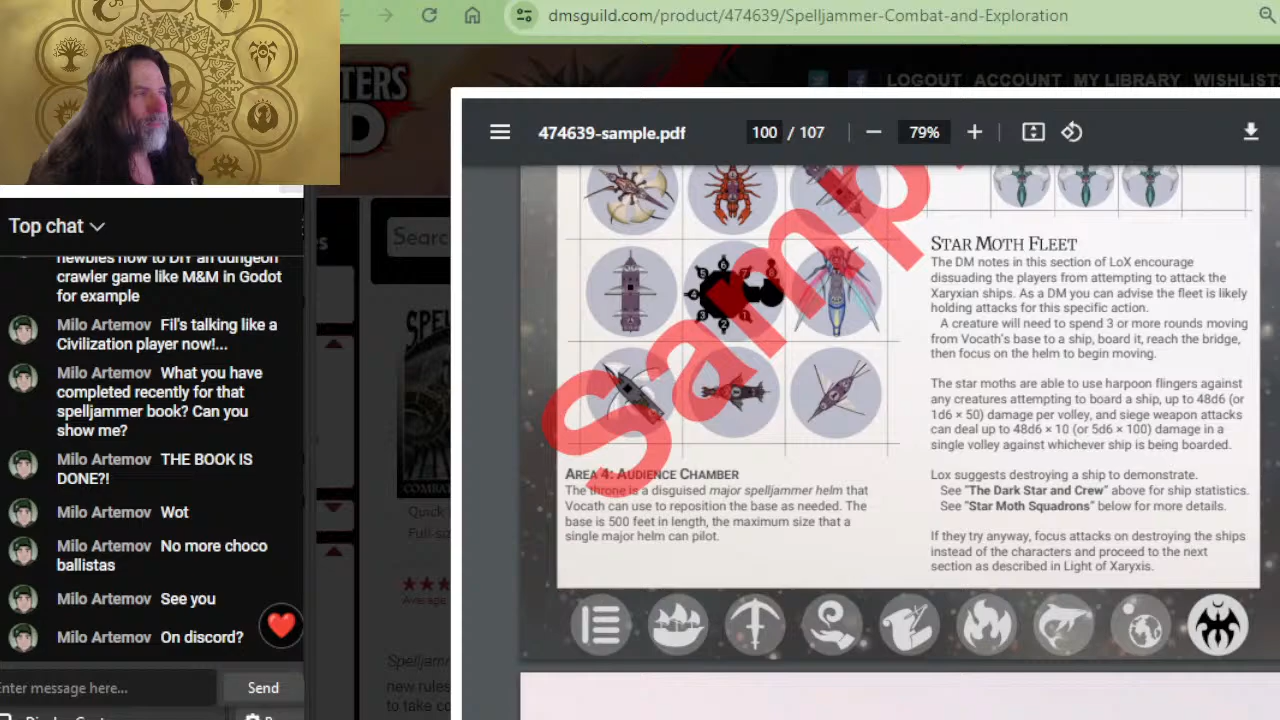 dmsguild.com/product/474639/Spelljammer-Combat-and-Exploration
LOGOUT ACCOUNT MY LIBRARY WISHLIST
474639-sample.pdf
100 / 107
79%
Top chat
newbies how to DIY an dungeon
crawler game like M&M in Godot
for example
Milo Artemov Fil's talking like a
Civilization player now!...
Milo Artemov What you have
completed recently for that
spelljammer book? Can you
show me?
Milo Artemov THE BOOK IS
DONE?!
Milo Artemov Wot
Milo Artemov No more choco
ballistas
Milo Artemov See you
Milo Artemov On discord?
Send
Sear
Quick
Full-si
Average
Spelljamm
new rules
to take co
Samp
AREA 4: AUDIENCE CHAMBER
The throne is a disguised major spelljammer helm that
Vocath can use to reposition the base as needed. The
base is 500 feet in length, the maximum size that a
single major helm can pilot.
STAR MOTH FLEET
The DM notes in this section of LoX encourage
dissuading the players from attempting to attack the
Xaryxian ships. As a DM you can advise the fleet is likely
holding attacks for this specific action.
A creature will need to spend 3 or more rounds moving
from Vocath's base to a ship, board it, reach the bridge,
then focus on the helm to begin moving.
The star moths are able to use harpoon flingers against
any creatures attempting to board a ship, up to 48d6 (or
1d6 × 50) damage per volley, and siege weapon attacks
can deal up to 48d6 × 10 (or 5d6 × 100) damage in a
single volley against whichever ship is being boarded.
Lox suggests destroying a ship to demonstrate.
See "The Dark Star and Crew" above for ship statistics.
See "Star Moth Squadrons" below for more details.
If they try anyway, focus attacks on destroying the ships
instead of the characters and proceed to the next
section as described in Light of Xaryxis.